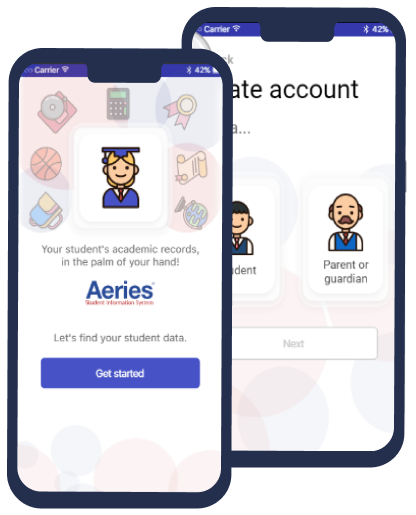 Carrier
42%
Your student's academic records,
in the palm of your hand!
Aeries
Student Information System
Let's find your student data.
Get started
Carrier
42%
ate account
a...
dent
Parent or
guardian
Next